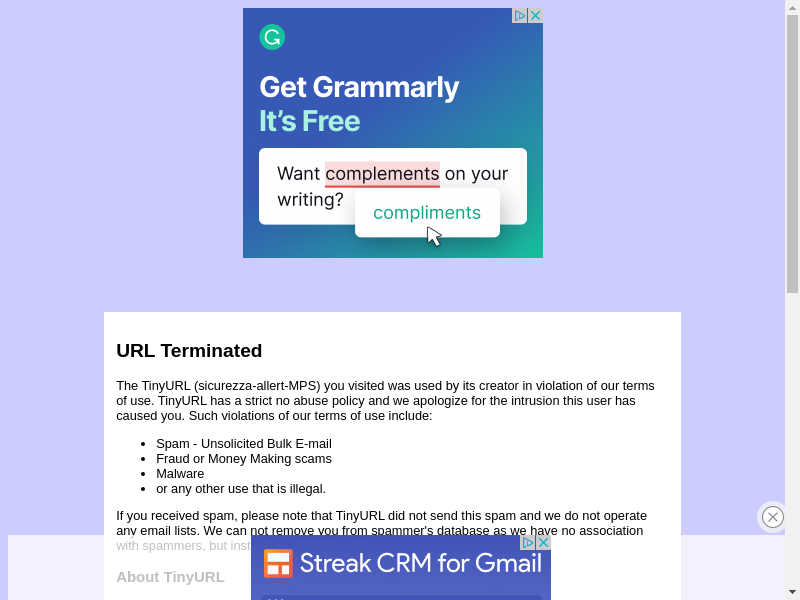 Get Grammarly
It's Free
Want complements on your
writing?
compliments
URL Terminated
The TinyURL (sicurezza-allert-MPS) you visited was used by its creator in violation of our terms
of use. TinyURL has a strict no abuse policy and we apologize for the intrusion this user has
caused you. Such violations of our terms of use include:
Spam - Unsolicited Bulk E-mail
Fraud or Money Making scams
Malware
or any other use that is illegal.
If you received spam, please note that TinyURL did not send this spam and we do not operate
any email lists. We can not remove you from spammer's database as we have no association
with spammers, but inst
Streak CRM for Gmail
About TinyURL